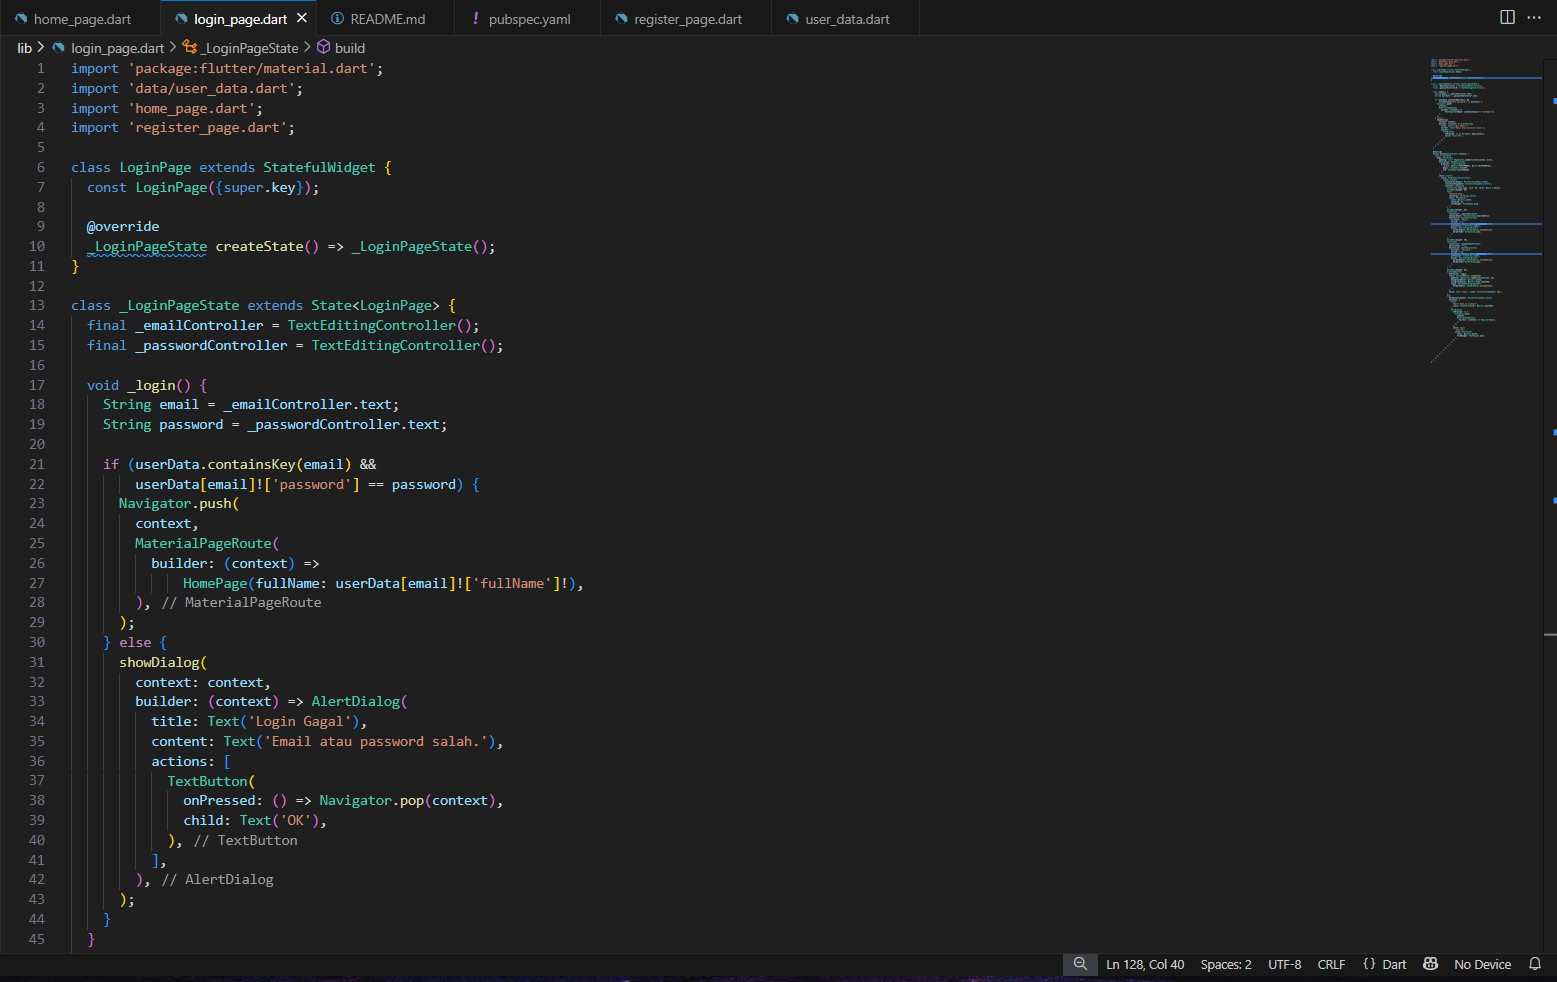 home_page.dart login_page.dart README.md ! pubspec.yaml register_page.dart user_data.dart
lib > login_page.dart > _LoginPageState > build
1 import 'package:flutter/material.dart';
2 import 'data/user_data.dart';
3 import 'home_page.dart';
4 import 'register_page.dart';
5
6 class LoginPage extends StatefulWidget {
7   const LoginPage({super.key});
8
9   @override
10   _LoginPageState createState() => _LoginPageState();
11 }
12
13 class _LoginPageState extends State<LoginPage> {
14   final _emailController = TextEditingController();
15   final _passwordController = TextEditingController();
16
17   void _login() {
18     String email = _emailController.text;
19     String password = _passwordController.text;
20
21     if (userData.containsKey(email) &&
22         userData[email]!['password'] == password) {
23       Navigator.push(
24         context,
25         MaterialPageRoute(
26           builder: (context) =>
27               HomePage(fullName: userData[email]!['fullName']!),
28         ), // MaterialPageRoute
29       );
30     } else {
31       showDialog(
32         context: context,
33         builder: (context) => AlertDialog(
34           title: Text('Login Gagal'),
35           content: Text('Email atau password salah.'),
36           actions: [
37             TextButton(
38               onPressed: () => Navigator.pop(context),
39               child: Text('OK'),
40             ), // TextButton
41           ],
42         ), // AlertDialog
43       );
44     }
45   }
Ln 128, Col 40 Spaces: 2 UTF-8 CRLF {} Dart No Device